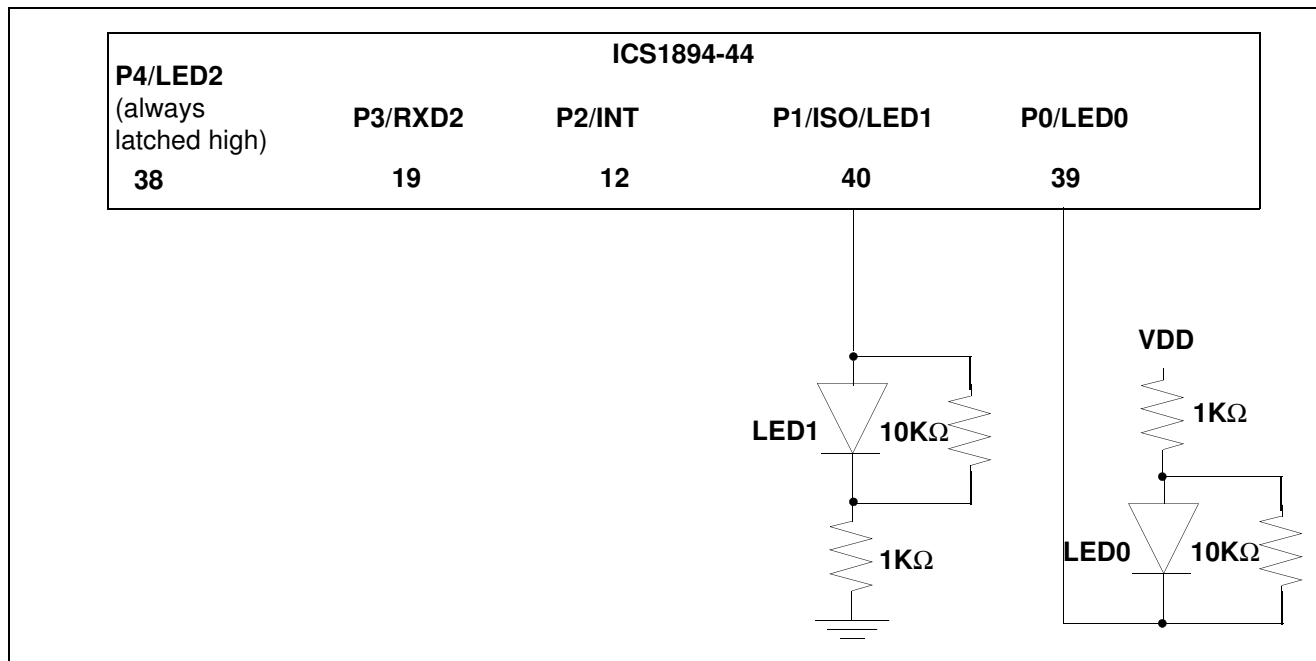 ICS1894-44
P4/LED2
(always
latched high)
P3/RXD2
P2/INT
P1/ISO/LED1
P0/LED0
38
19
12
40
39
VDD
1KΩ
LED1
10KΩ
1KΩ
LED0
10KΩ